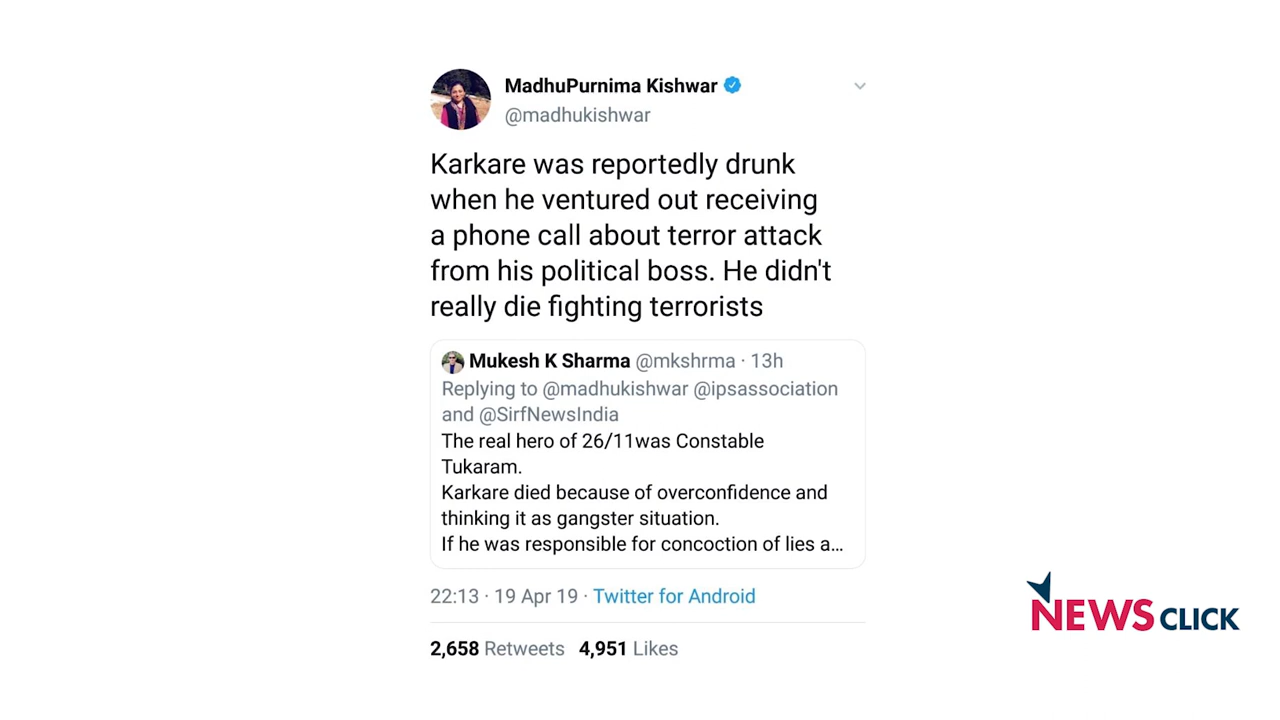 MadhuPurnima Kishwar
@madhukishwar
Karkare was reportedly drunk
when he ventured out receiving
a phone call about terror attack
from his political boss. He didn't
really die fighting terrorists
Mukesh K Sharma @mkshrma · 13h
Replying to @madhukishwar @ipsassociation
and @SirfNewsIndia
The real hero of 26/11was Constable
Tukaram.
Karkare died because of overconfidence and
thinking it as gangster situation.
If he was responsible for concoction of lies a...
22:13 · 19 Apr 19 · Twitter for Android
2,658 Retweets 4,951 Likes
NEWSCLICK